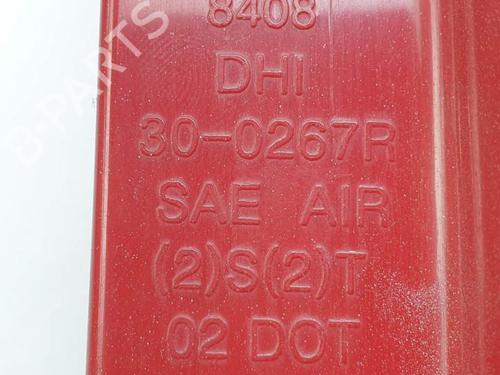 8408
DHI
30-0267R
SAE AIR
(2)S(2)T
02 DOT
B-PARTS